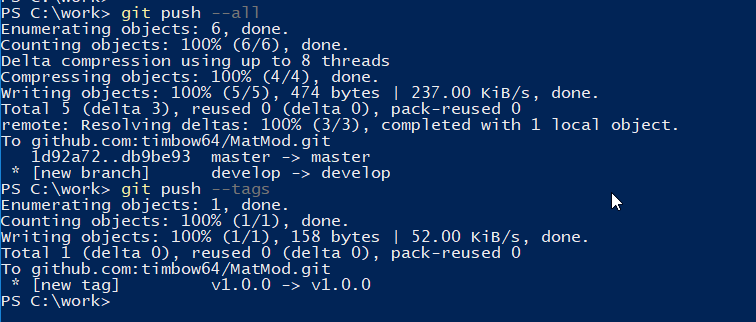 PS C:\work> git push --all
Enumerating objects: 6, done.
Counting objects: 100% (6/6), done.
Delta compression using up to 8 threads
Compressing objects: 100% (4/4), done.
Writing objects: 100% (5/5), 474 bytes | 237.00 KiB/s, done.
Total 5 (delta 3), reused 0 (delta 0), pack-reused 0
remote: Resolving deltas: 100% (3/3), completed with 1 local object.
To github.com:timbow64/MatMod.git
   1d92a72..db9be93  master -> master
 * [new branch]      develop -> develop
PS C:\work> git push --tags
Enumerating objects: 1, done.
Counting objects: 100% (1/1), done.
Writing objects: 100% (1/1), 158 bytes | 52.00 KiB/s, done.
Total 1 (delta 0), reused 0 (delta 0), pack-reused 0
To github.com:timbow64/MatMod.git
 * [new tag]         v1.0.0 -> v1.0.0
PS C:\work>